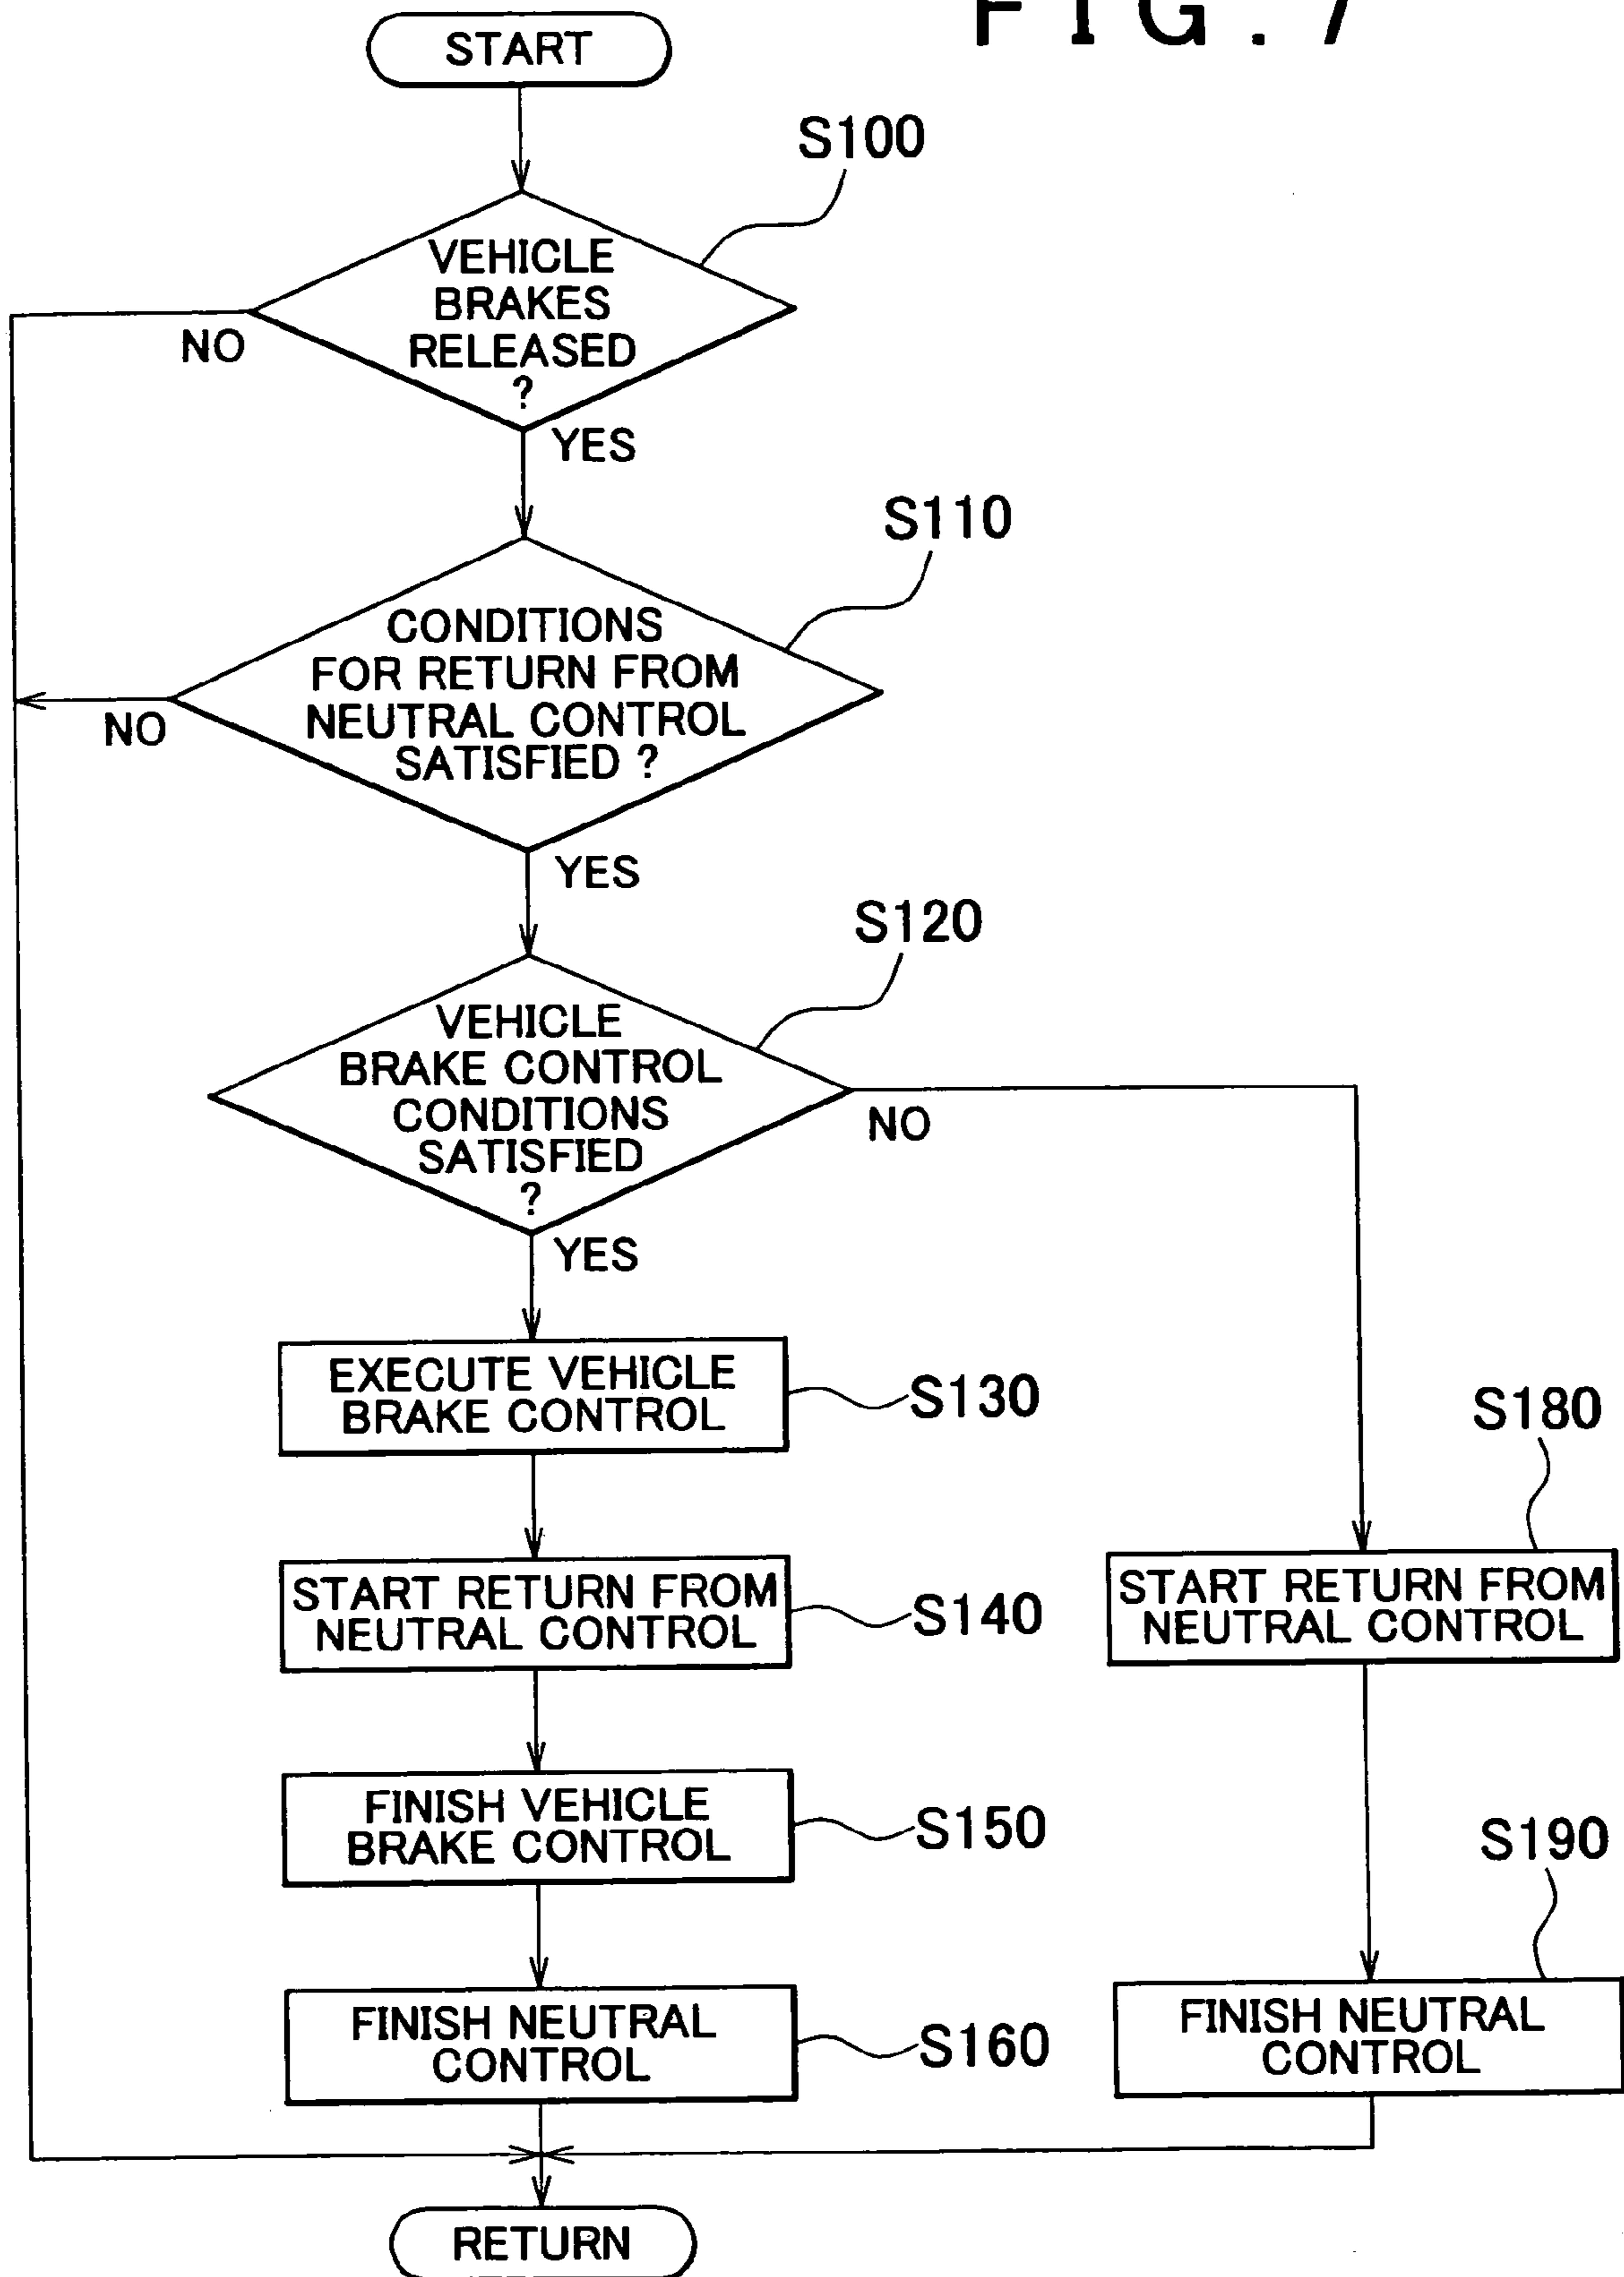 FIG. 7
START
S100
VEHICLE
BRAKES
RELEASED
?
NO
YES
S110
CONDITIONS
FOR RETURN FROM
NEUTRAL CONTROL
SATISFIED ?
NO
YES
S120
VEHICLE
BRAKE CONTROL
CONDITIONS
SATISFIED
?
NO
YES
EXECUTE VEHICLE
BRAKE CONTROL
S130
S180
START RETURN FROM
NEUTRAL CONTROL
S140
START RETURN FROM
NEUTRAL CONTROL
FINISH VEHICLE
BRAKE CONTROL
S150
S190
FINISH NEUTRAL
CONTROL
S160
FINISH NEUTRAL
CONTROL
RETURN